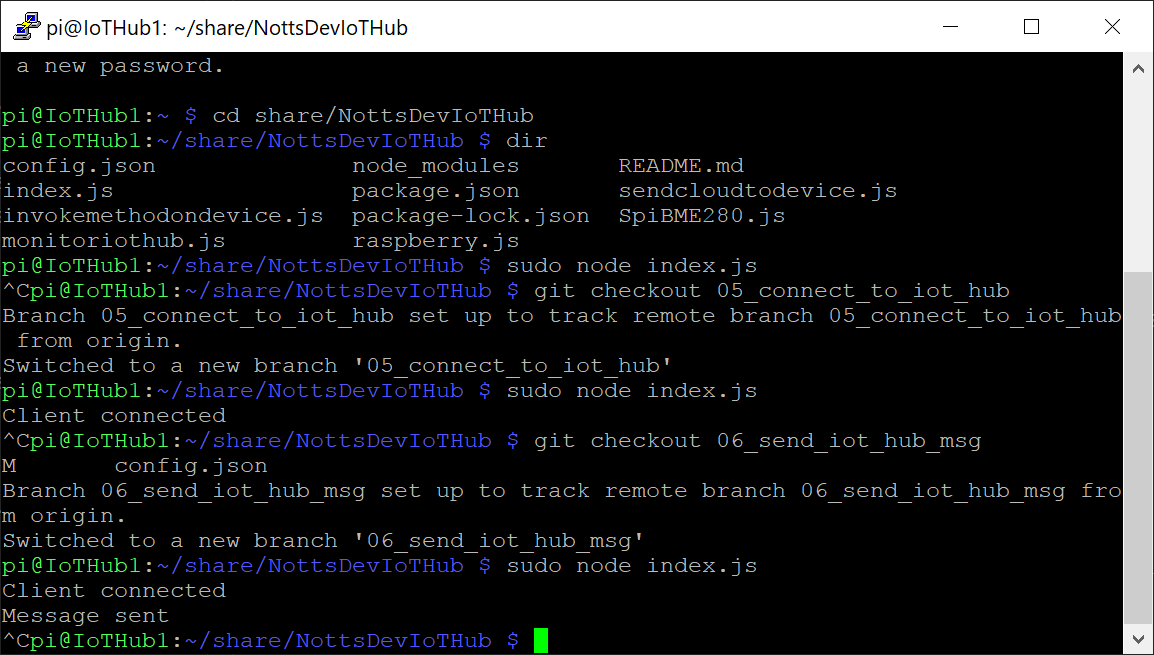 pi@IoTHub1: ~/share/NottsDevIoTHub
a new password.
pi@IoTHub1:~ $ cd share/NottsDevIoTHub
pi@IoTHub1:~/share/NottsDevIoTHub $ dir
config.json node_modules README.md
index.js package.json sendcloudtodevice.js
invokemethodondevice.js package-lock.json SpiBME280.js
monitoriothub.js raspberry.js
pi@IoTHub1:~/share/NottsDevIoTHub $ sudo node index.js
^Cpi@IoTHub1:~/share/NottsDevIoTHub $ git checkout 05_connect_to_iot_hub
Branch 05_connect_to_iot_hub set up to track remote branch 05_connect_to_iot_hub
from origin.
Switched to a new branch '05_connect_to_iot_hub'
pi@IoTHub1:~/share/NottsDevIoTHub $ sudo node index.js
Client connected
^Cpi@IoTHub1:~/share/NottsDevIoTHub $ git checkout 06_send_iot_hub_msg
M config.json
Branch 06_send_iot_hub_msg set up to track remote branch 06_send_iot_hub_msg fro
m origin.
Switched to a new branch '06_send_iot_hub_msg'
pi@IoTHub1:~/share/NottsDevIoTHub $ sudo node index.js
Client connected
Message sent
^Cpi@IoTHub1:~/share/NottsDevIoTHub $